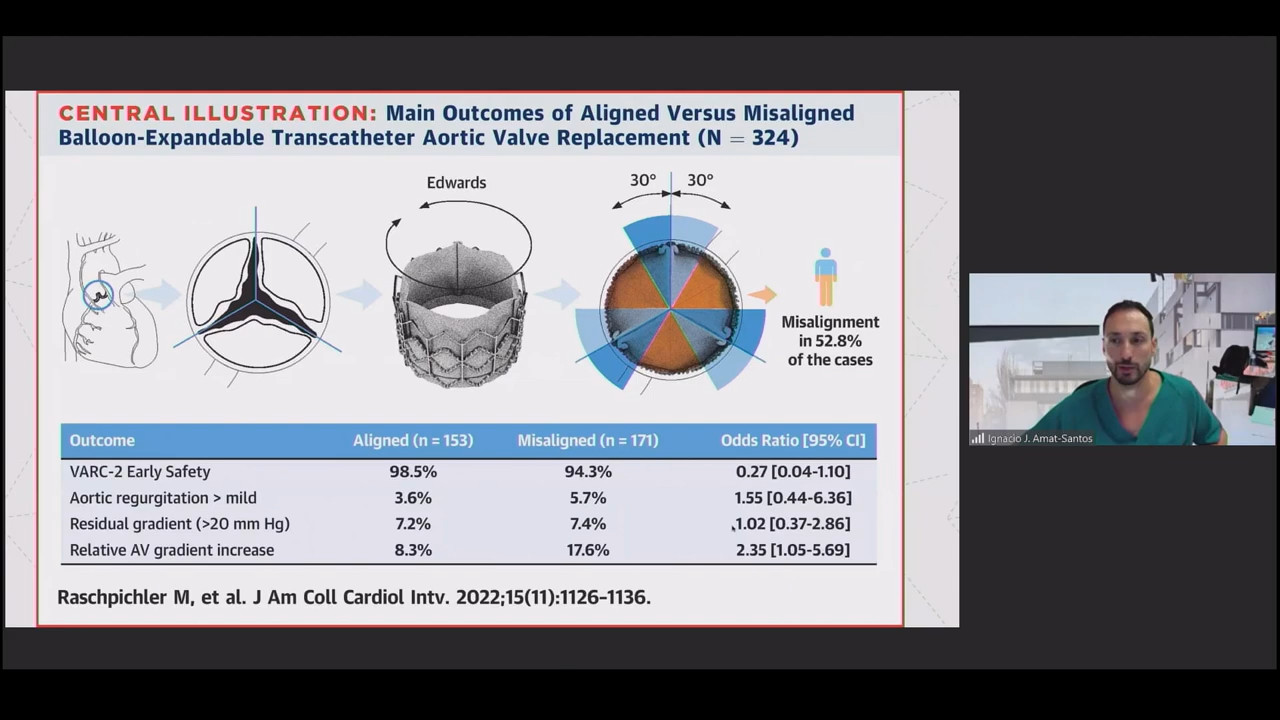 CENTRAL ILLUSTRATION: Main Outcomes of Aligned Versus Misaligned
Balloon-Expandable Transcatheter Aortic Valve Replacement (N = 324)
Edwards
30° 30°
Misalignment
in 52.8%
of the cases
Outcome Aligned (n = 153) Misaligned (n = 171) Odds Ratio [95% CI]
VARC-2 Early Safety 98.5% 94.3% 0.27 [0.04-1.10]
Aortic regurgitation > mild 3.6% 5.7% 1.55 [0.44-6.36]
Residual gradient (>20 mm Hg) 7.2% 7.4% 1.02 [0.37-2.86]
Relative AV gradient increase 8.3% 17.6% 2.35 [1.05-5.69]
Raschpichler M, et al. J Am Coll Cardiol Intv. 2022;15(11):1126–1136.
Ignacio J. Amat-Santos